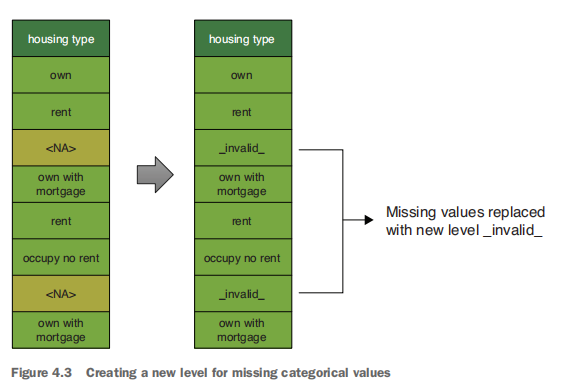 housing type
own
rent
<NA>
own with
mortgage
rent
occupy no rent
<NA>
own with
mortgage
housing type
own
rent
_invalid_
own with
mortgage
rent
occupy no rent
_invalid_
own with
mortgage
Missing values replaced
with new level _invalid_
Figure 4.3 Creating a new level for missing categorical values